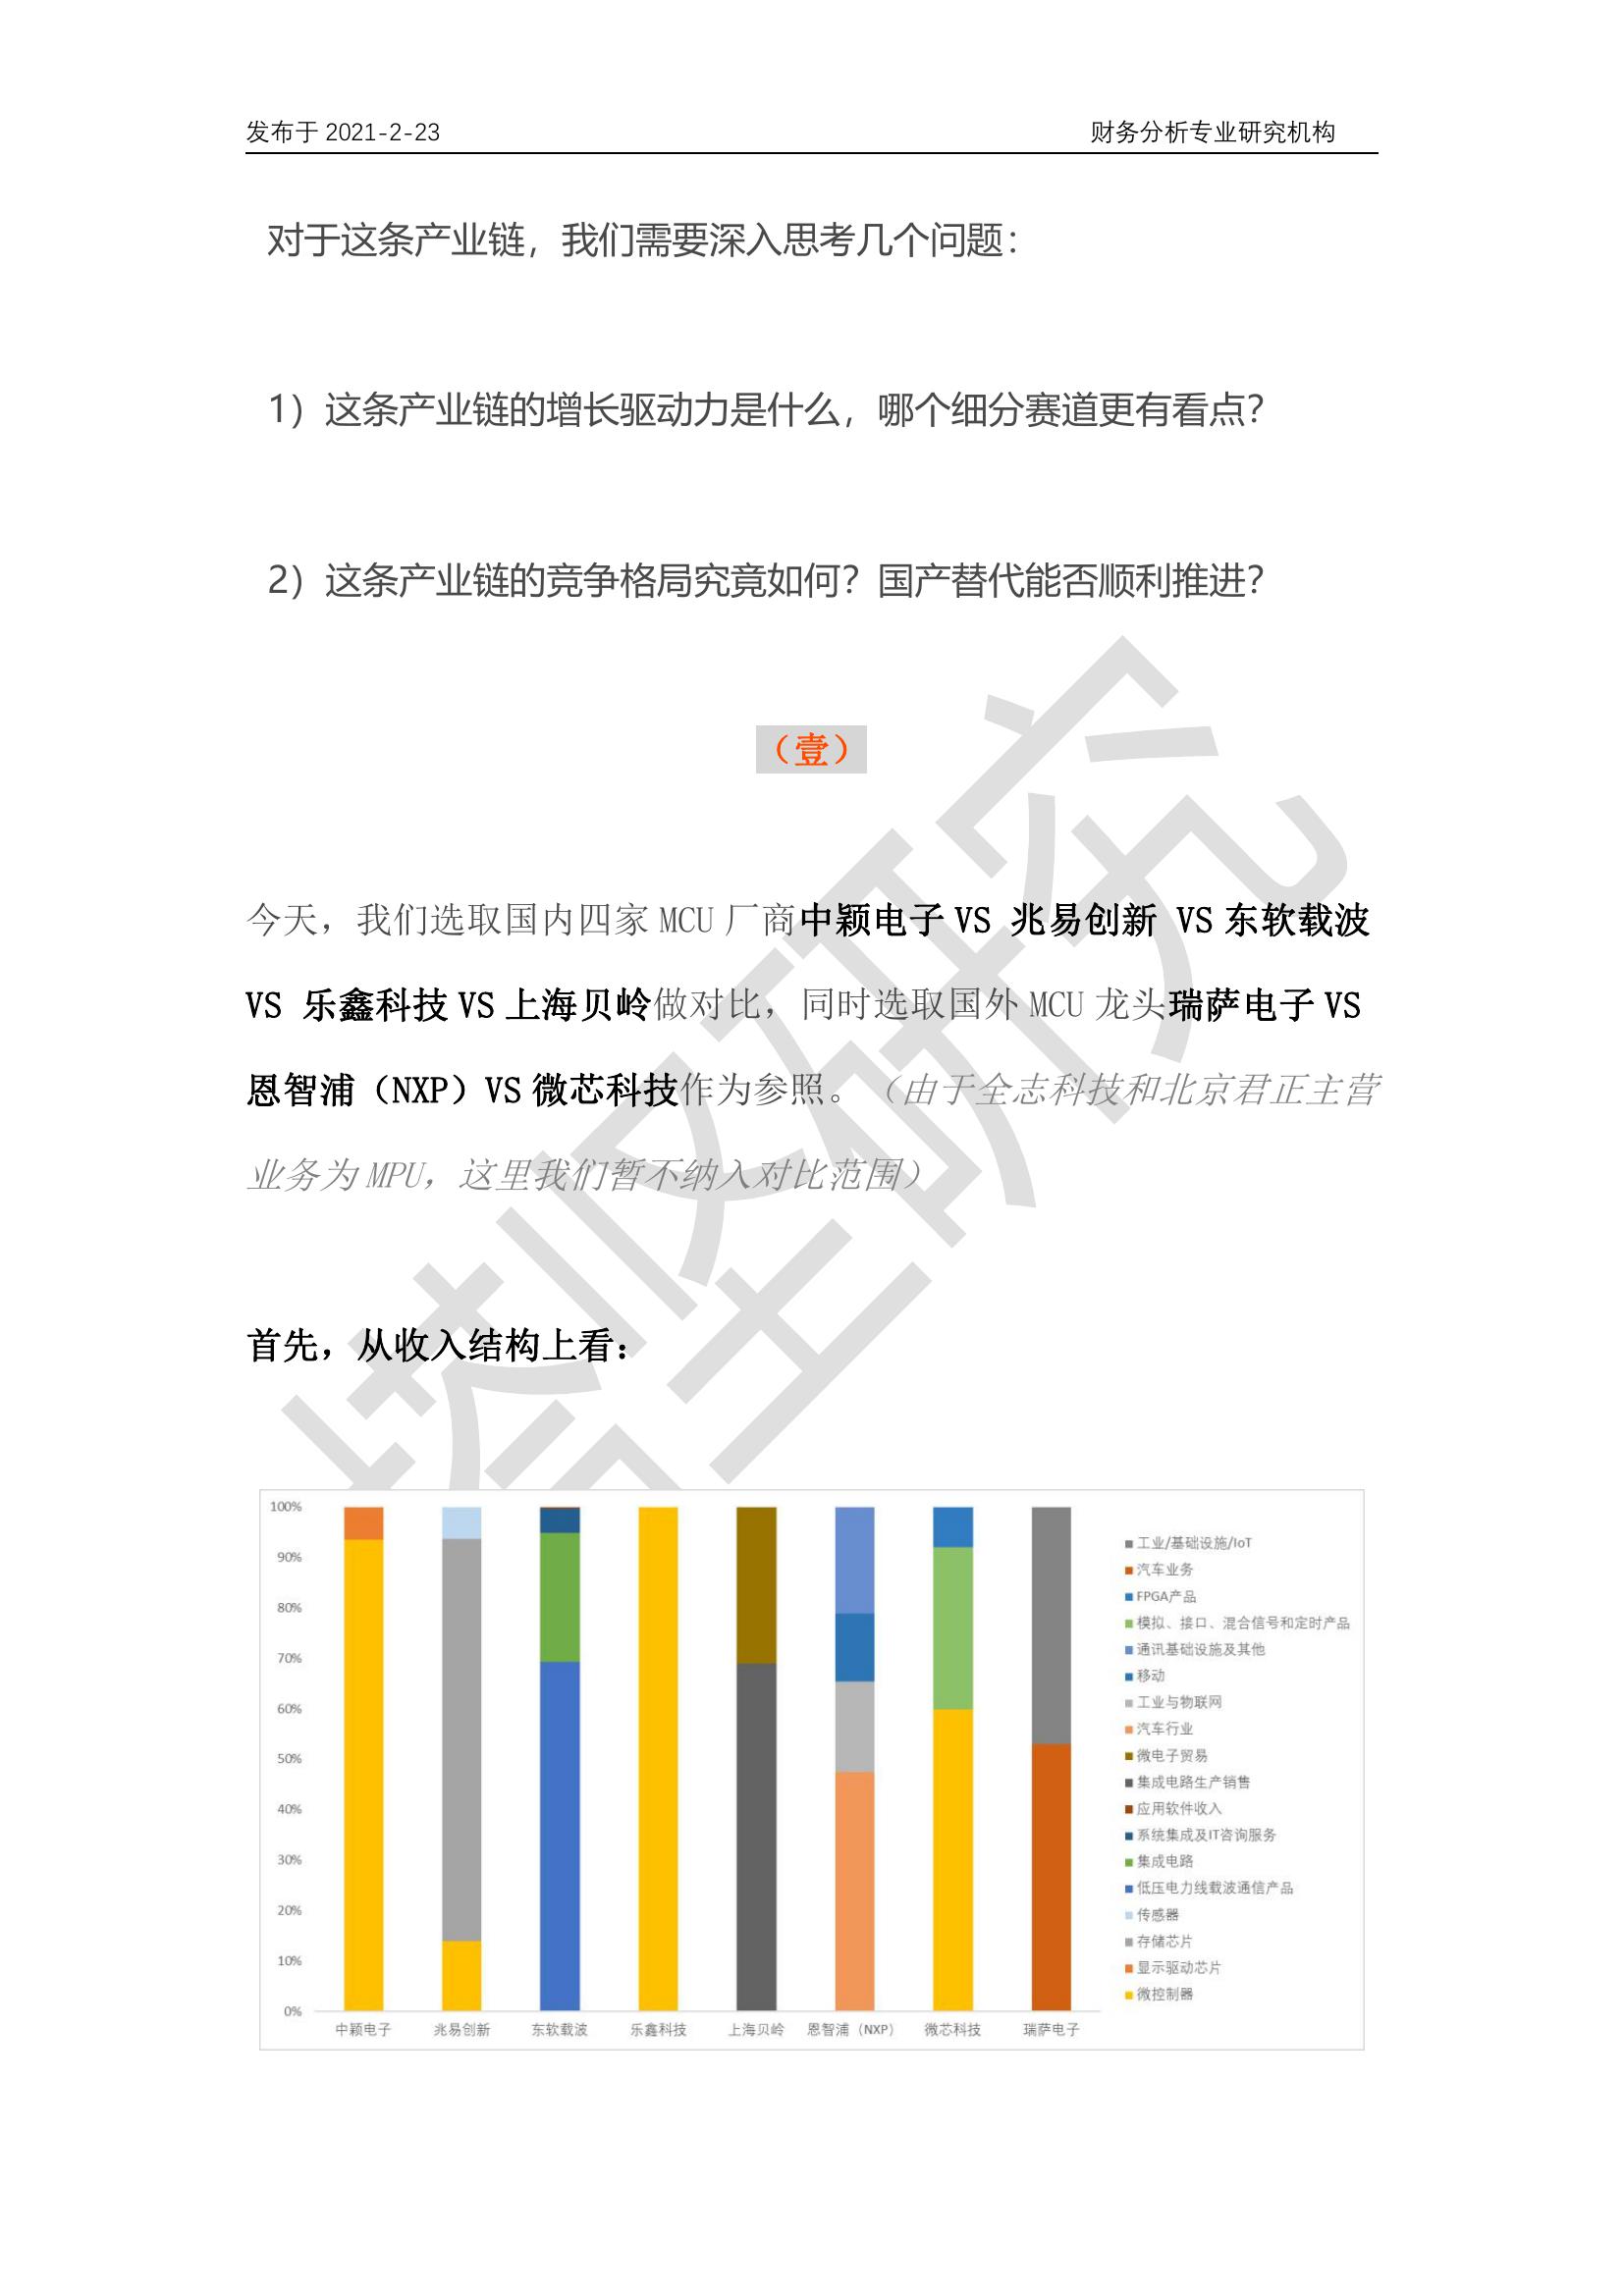 发布于 2021-2-23 财务分析专业研究机构
对于这条产业链，我们需要深入思考几个问题：
1）这条产业链的增长驱动力是什么，哪个细分赛道更有看点？
2）这条产业链的竞争格局究竟如何？国产替代能否顺利推进？
（壹）
今天，我们选取国内四家 MCU 厂商中颖电子 VS 兆易创新 VS 东软载波
VS 乐鑫科技 VS 上海贝岭做对比，同时选取国外 MCU 龙头瑞萨电子 VS
恩智浦（NXP）VS 微芯科技作为参照。（由于全志科技和北京君正主营
业务为 MPU，这里我们暂不纳入对比范围）
首先，从收入结构上看：
100%
90%
80%
70%
60%
50%
40%
30%
20%
10%
0%
中颖电子 兆易创新 东软载波 乐鑫科技 上海贝岭 恩智浦（NXP） 微芯科技 瑞萨电子
工业/基础设施/IoT
汽车业务
FPGA产品
模拟、接口、混合信号和定时产品
通讯基础设施及其他
移动
工业与物联网
汽车行业
微电子贸易
集成电路生产销售
应用软件收入
系统集成及IT咨询服务
集成电路
低压电力线载波通信产品
传感器
存储芯片
显示驱动芯片
微控制器
坚研究